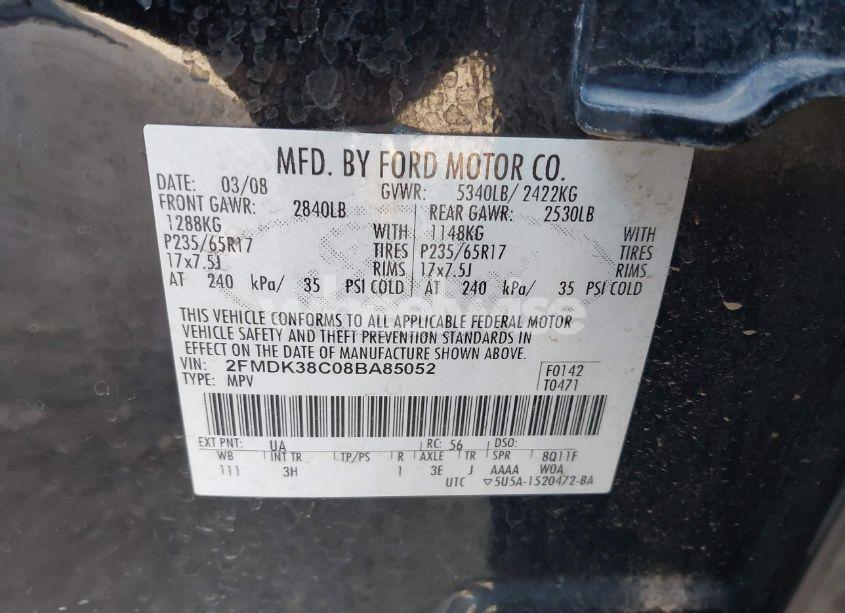 MFD. BY FORD MOTOR CO.
DATE: 03/08 GVWR: 5340LB/ 2422KG
FRONT GAWR: 2840LB REAR GAWR: 2530LB
1288KG WITH 1148KG WITH
P235/65R17 TIRES P235/65R17 TIRES
17x7.5J RIMS 17x7.5J RIMS
AT 240 kPa/ 35 PSI COLD AT 240 kPa/ 35 PSI COLD
THIS VEHICLE CONFORMS TO ALL APPLICABLE FEDERAL MOTOR
VEHICLE SAFETY AND THEFT PREVENTION STANDARDS IN
EFFECT ON THE DATE OF MANUFACTURE SHOWN ABOVE.
VIN: 2FMDK38C08BA85052 F0142
TYPE: MPV T0471
EXT PNT: UA RC: 56 DSO:
WB INT TR TP/PS R AXLE TR SPR 8Q11F
111 3H 1 3E J AAAA W0A
UTC ▽5U5A-1520472-BA